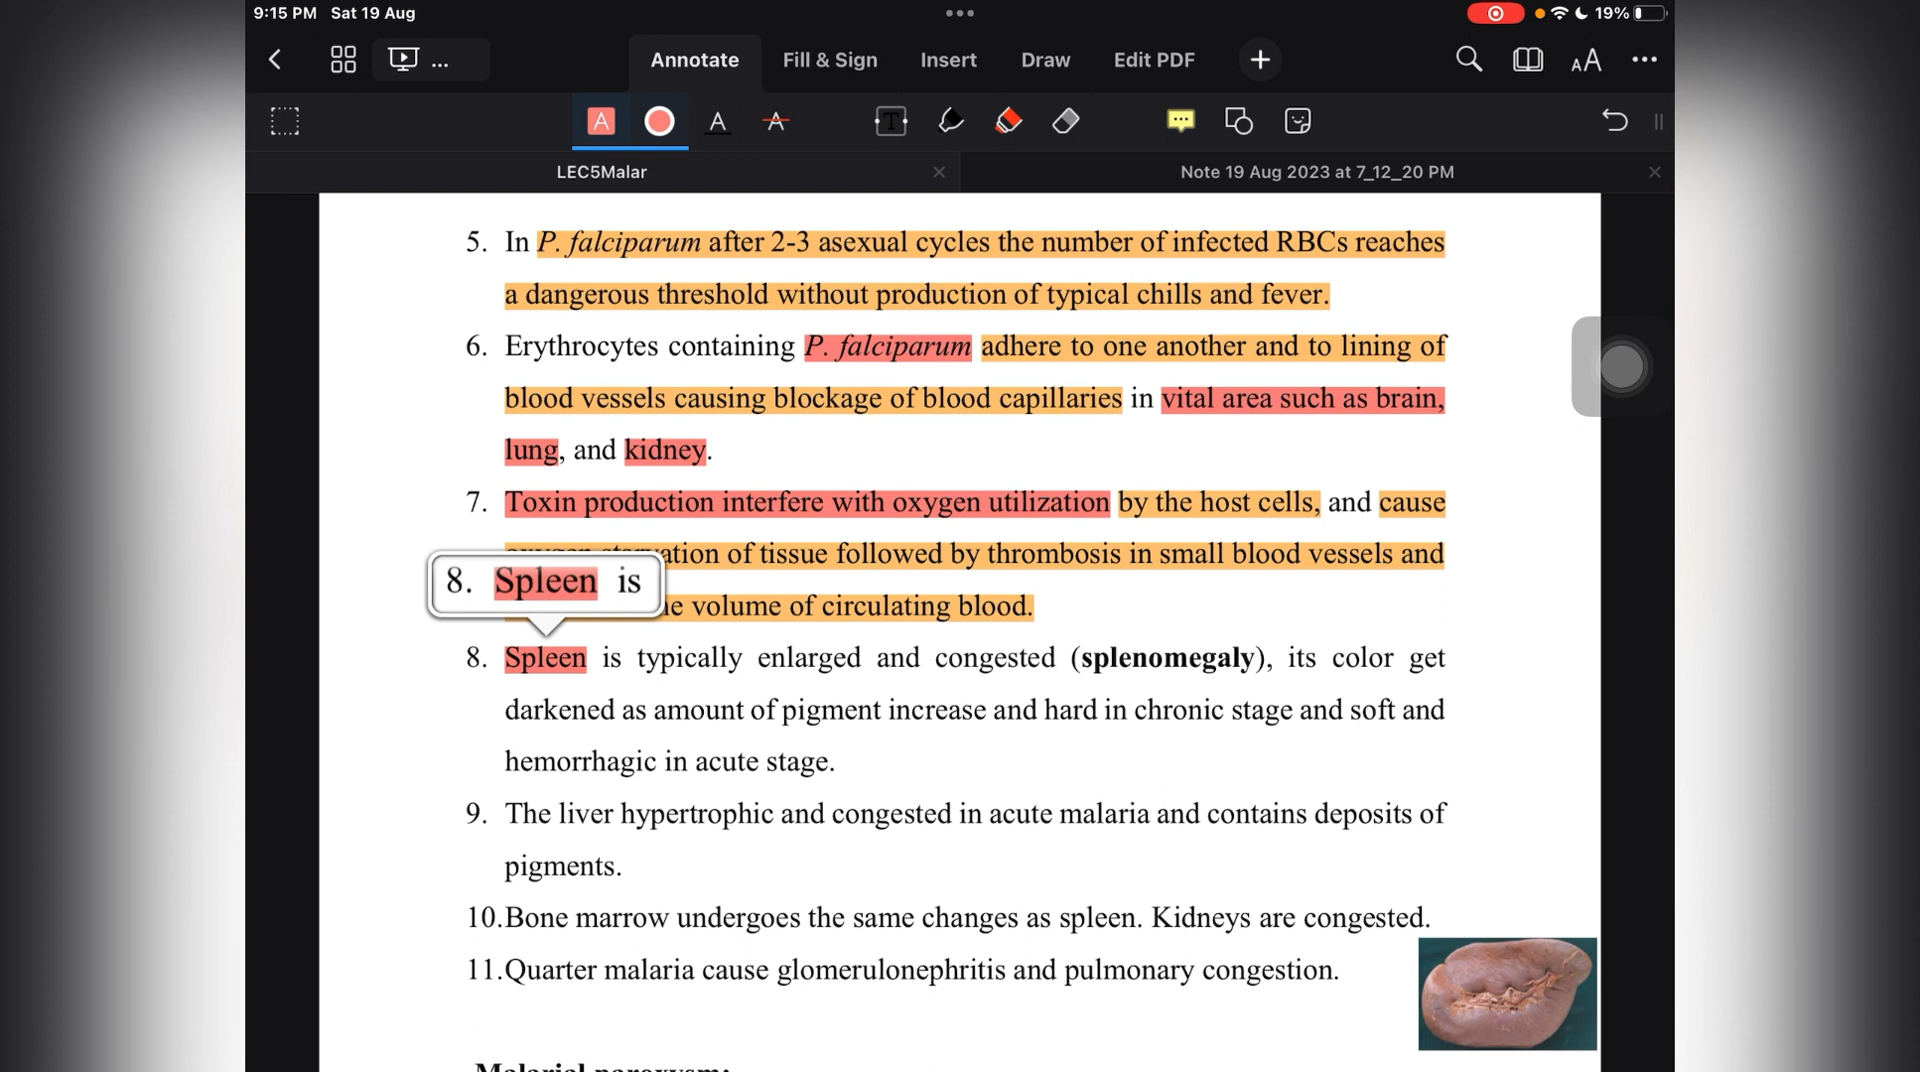 9:15 PM Sat 19 Aug
19%
...
Annotate
Fill & Sign
Insert
Draw
Edit PDF
AA
A
A
A
T
LEC5Malar
Note 19 Aug 2023 at 7_12_20 PM
5. In P. falciparum after 2-3 asexual cycles the number of infected RBCs reaches
a dangerous threshold without production of typical chills and fever.
6. Erythrocytes containing P. falciparum adhere to one another and to lining of
blood vessels causing blockage of blood capillaries in vital area such as brain,
lung, and kidney.
7. Toxin production interfere with oxygen utilization by the host cells, and cause
of tissue followed by thrombosis in small blood vessels and
8. Spleen is
volume of circulating blood.
8. Spleen is typically enlarged and congested (splenomegaly), its color get
darkened as amount of pigment increase and hard in chronic stage and soft and
hemorrhagic in acute stage.
9. The liver hypertrophic and congested in acute malaria and contains deposits of
pigments.
10.Bone marrow undergoes the same changes as spleen. Kidneys are congested.
11.Quarter malaria cause glomerulonephritis and pulmonary congestion.
Malarial paroxysm: